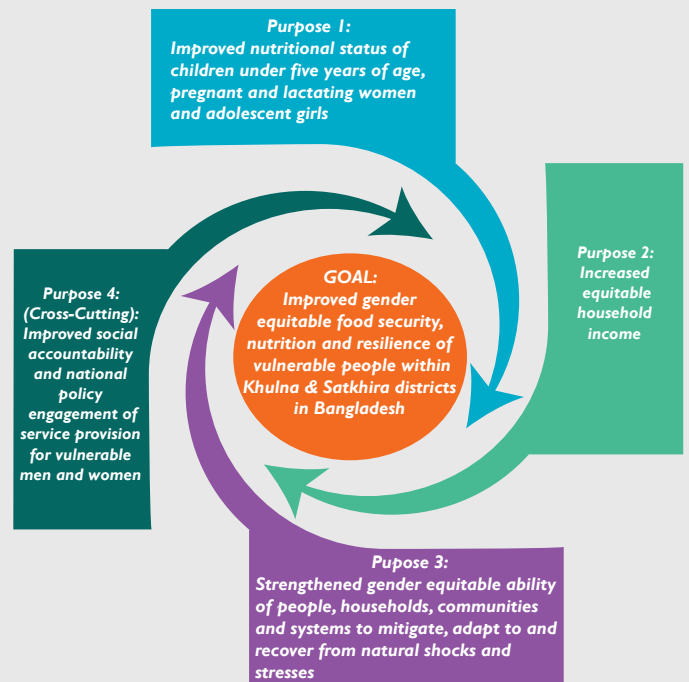 Purpose 1:
Improved nutritional status of
children under five years of age,
pregnant and lactating women
and adolescent girls
Purpose 2:
Increased
equitable
household
income
GOAL:
Improved gender
equitable food security,
nutrition and resilience of
vulnerable people within
Khulna & Satkhira districts
in Bangladesh
Purpose 4:
(Cross-Cutting):
Improved social
accountability
and national
policy
engagement of
service provision
for vulnerable
men and women
Pupose 3:
Strengthened gender equitable ability
of people, households, communities
and systems to mitigate, adapt to and
recover from natural shocks and
stresses